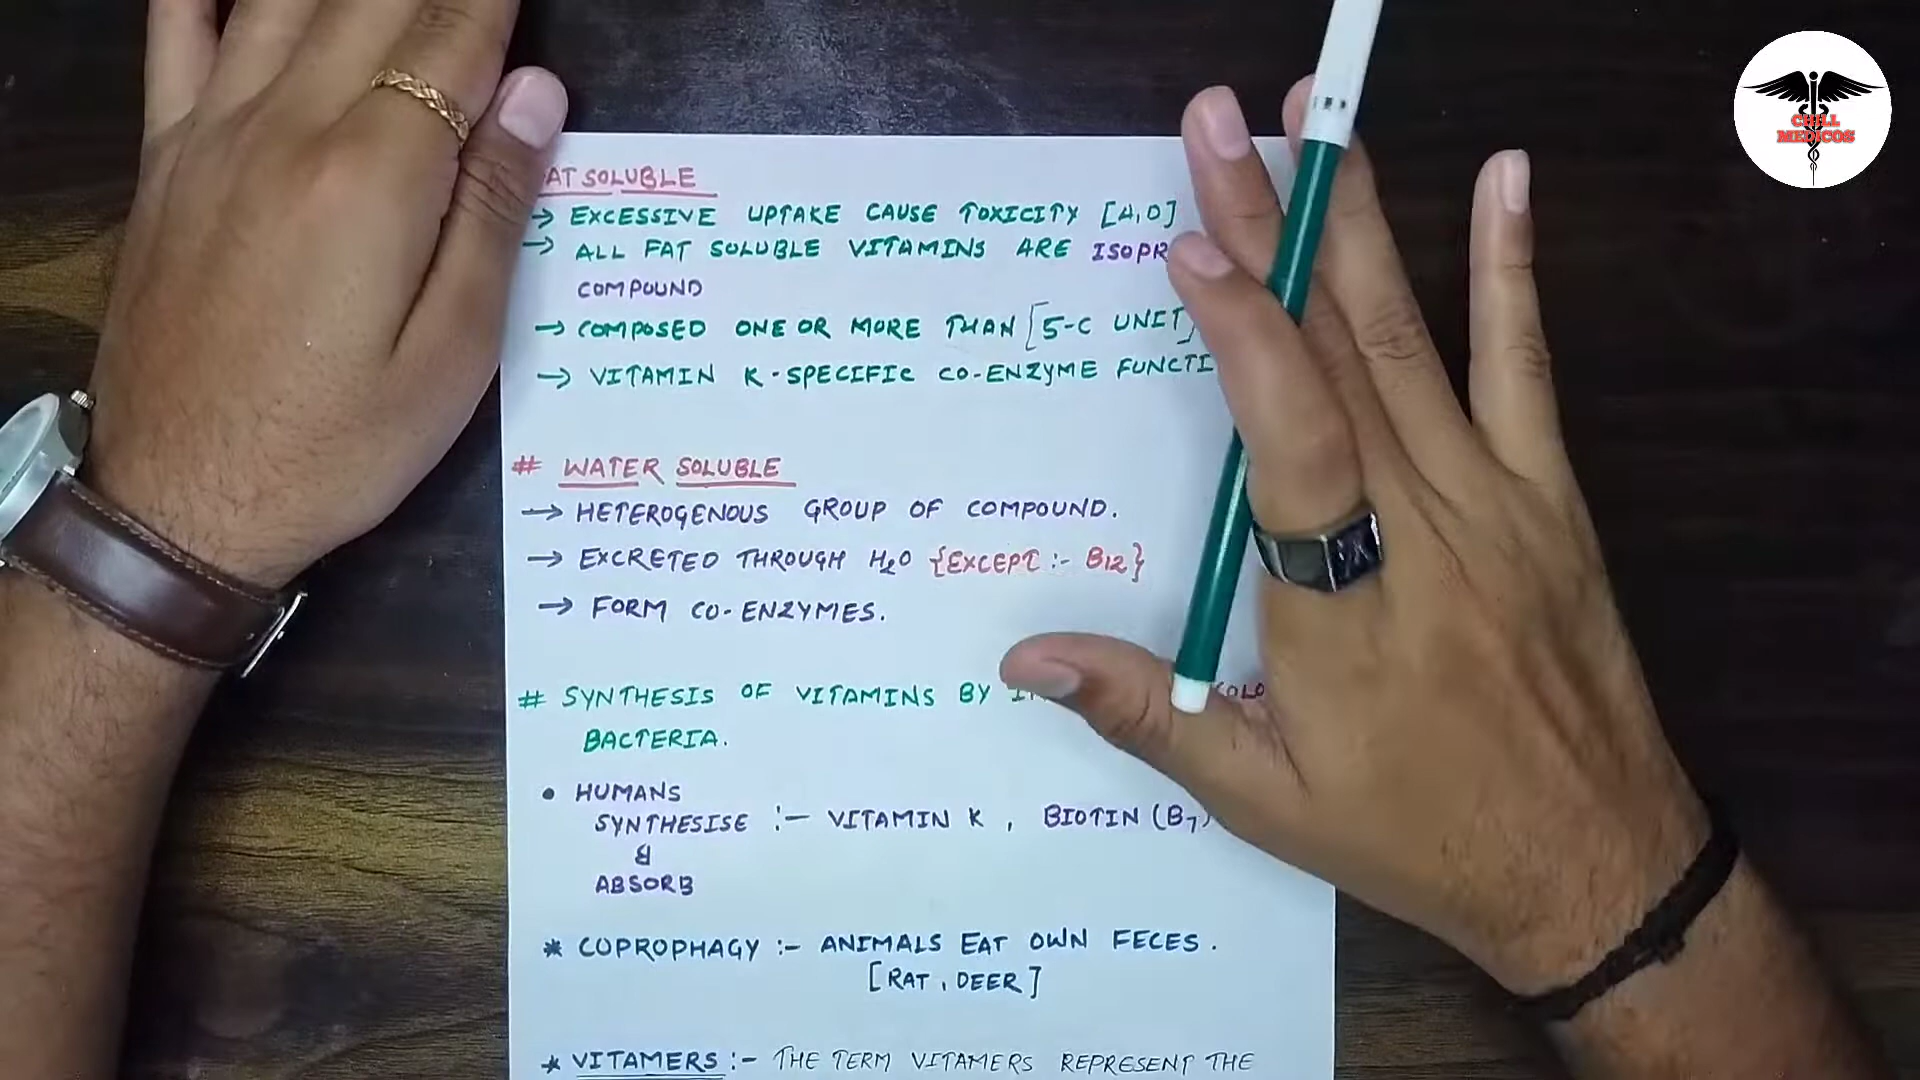 CHILL
MEDICOS
AT SOLUBLE
→ EXCESSIVE UPTAKE CAUSE TOXICITY [A,D]
→ ALL FAT SOLUBLE VITAMINS ARE ISOPR
COMPOUND
→ COMPOSED ONE OR MORE THAN [5-C UNIT]
→ VITAMIN K-SPECIFIC CO-ENZYME FUNCTI
# WATER SOLUBLE
→ HETEROGENOUS GROUP OF COMPOUND.
→ EXCRETED THROUGH H₂O {EXCEPT :- B12}
→ FORM CO-ENZYMES.
# SYNTHESIS OF VITAMINS BY COLO
BACTERIA.
• HUMANS
SYNTHESISE :- VITAMIN K , BIOTIN (B7)
&
ABSORB
* COPROPHAGY :- ANIMALS EAT OWN FECES.
[RAT, DEER]
* VITAMERS :- THE TERM VITAMERS REPRESENT THE